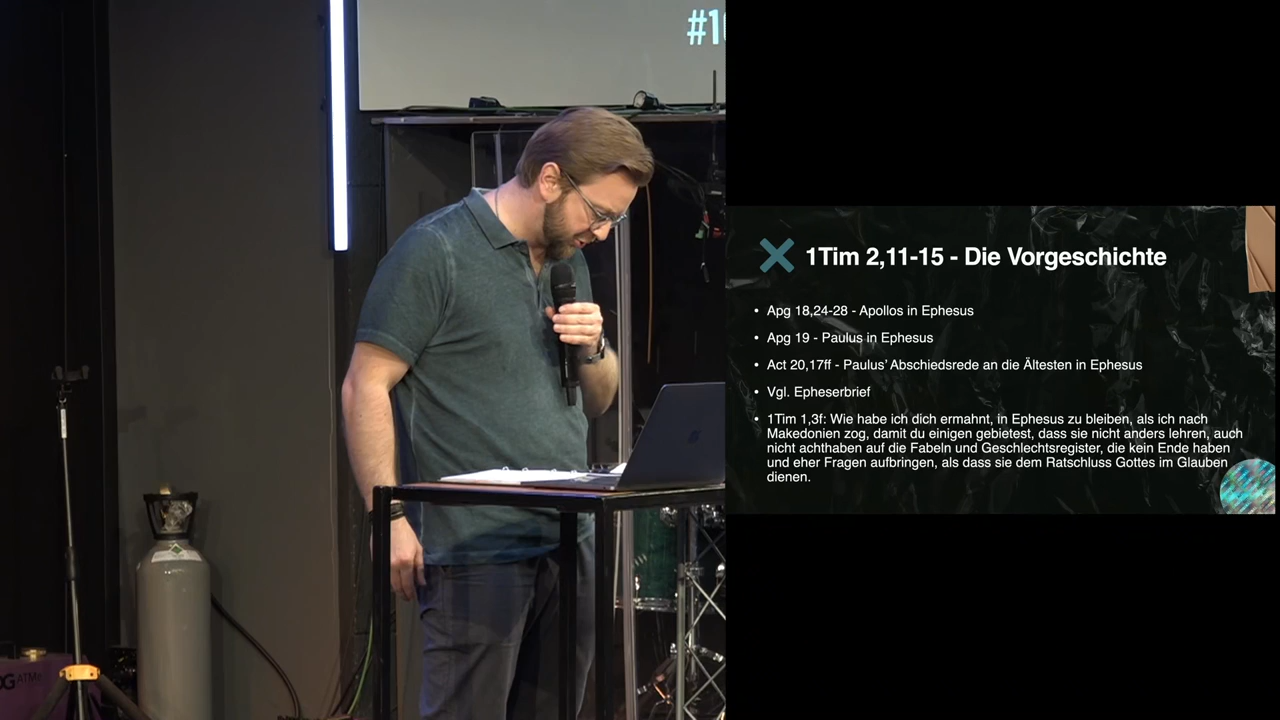 #1
1Tim 2,11-15 - Die Vorgeschichte
• Apg 18,24-28 - Apollos in Ephesus
• Apg 19 - Paulus in Ephesus
• Act 20,17ff - Paulus’ Abschiedsrede an die Ältesten in Ephesus
• Vgl. Epheserbrief
• 1Tim 1,3f: Wie habe ich dich ermahnt, in Ephesus zu bleiben, als ich nach
Makedonien zog, damit du einigen gebietest, dass sie nicht anders lehren, auch
nicht achthaben auf die Fabeln und Geschlechtsregister, die kein Ende haben
und eher Fragen aufbringen, als dass sie dem Ratschluss Gottes im Glauben
dienen.